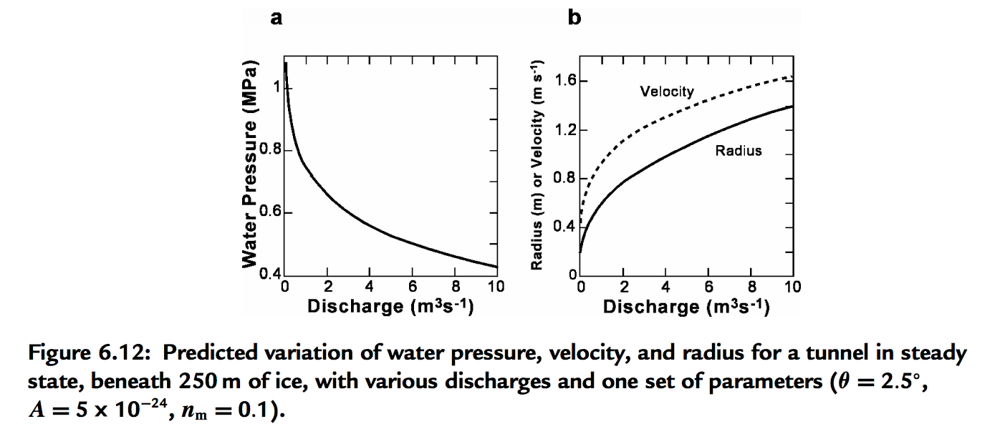 a
b
Water Pressure (MPa)
1
0.8
0.6
0.4
0 2 4 6 8 10
Discharge (m³s⁻¹)
Radius (m) or Velocity (m s⁻¹)
1.6
1.2
0.8
0.4
0
Velocity
Radius
0 2 4 6 8 10
Discharge (m³s⁻¹)
Figure 6.12: Predicted variation of water pressure, velocity, and radius for a tunnel in steady
state, beneath 250 m of ice, with various discharges and one set of parameters (θ = 2.5°,
A = 5 x 10⁻²⁴, nₘ = 0.1).